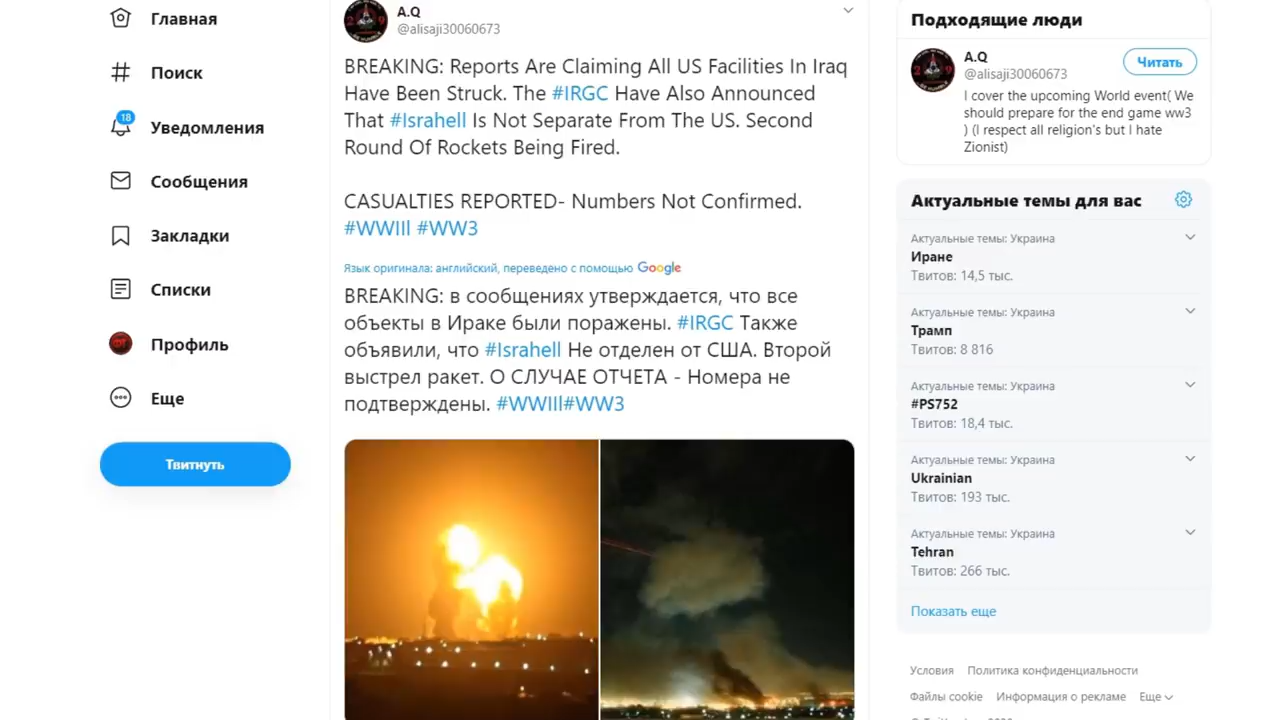 Главная
Поиск
18
Уведомления
Сообщения
Закладки
Списки
Профиль
Еще
Твитнуть
A.Q
@alisaji30060673
BREAKING: Reports Are Claiming All US Facilities In Iraq
Have Been Struck. The #IRGC Have Also Announced
That #Israhell Is Not Separate From The US. Second
Round Of Rockets Being Fired.
CASUALTIES REPORTED- Numbers Not Confirmed.
#WWIII #WW3
Язык оригинала: английский, переведено с помощью Google
BREAKING: в сообщениях утверждается, что все
объекты в Ираке были поражены. #IRGC Также
объявили, что #Israhell Не отделен от США. Второй
выстрел ракет. О СЛУЧАЕ ОТЧЕТА - Номера не
подтверждены. #WWIII#WW3
Подходящие люди
A.Q
@alisaji30060673
Читать
I cover the upcoming World event( We
should prepare for the end game ww3
) (I respect all religion's but I hate
Zionist)
Актуальные темы для вас
Актуальные темы: Украина
Иране
Твитов: 14,5 тыс.
Актуальные темы: Украина
Трамп
Твитов: 8 816
Актуальные темы: Украина
#PS752
Твитов: 18,4 тыс.
Актуальные темы: Украина
Ukrainian
Твитов: 193 тыс.
Актуальные темы: Украина
Tehran
Твитов: 266 тыс.
Показать еще
Условия Политика конфиденциальности
Файлы cookie Информация о рекламе Еще